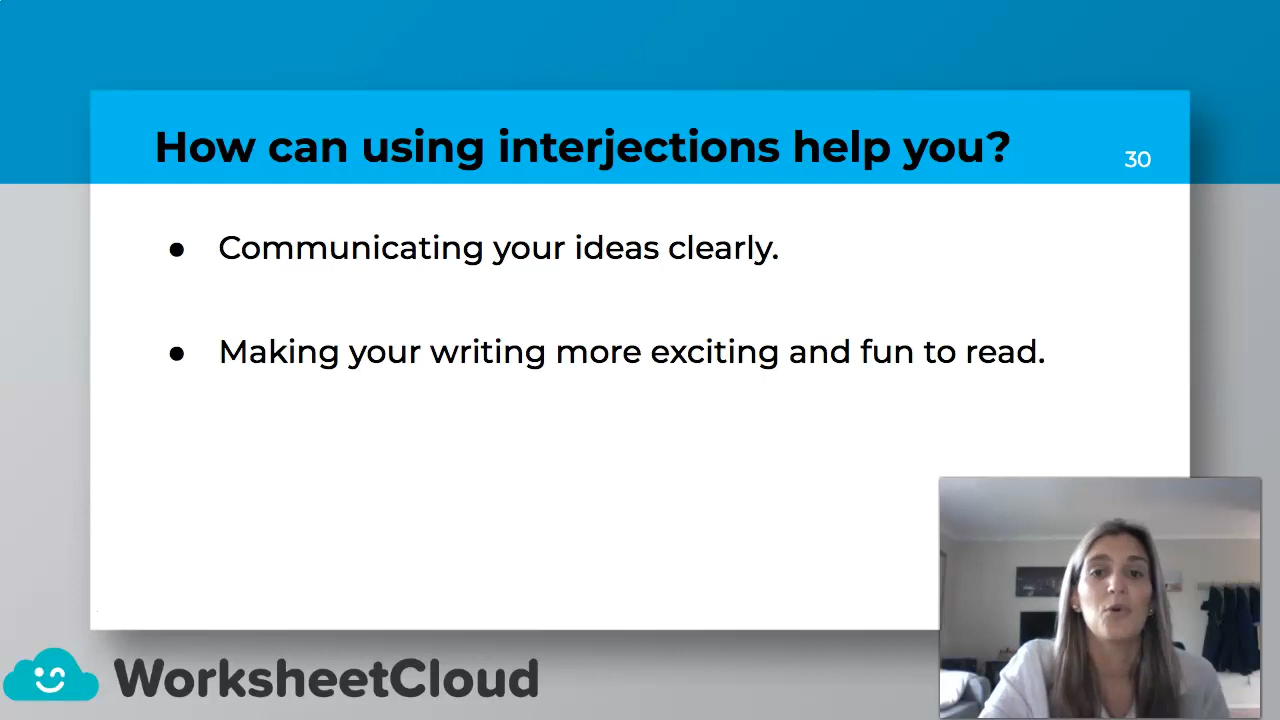 How can using interjections help you?
30
● Communicating your ideas clearly.
● Making your writing more exciting and fun to read.
WorksheetCloud